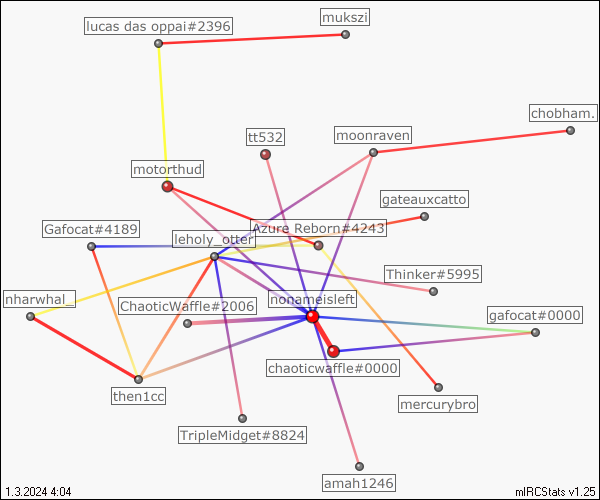 mukszi
lucas das oppai#2396
chobham.
tt532
moonraven
motorthud
gateauxcatto
Gafocat#4189
Azure Reborn#4243
leholy_otter
Thinker#5995
nharwhal_
ChaoticWaffle#2006
nonameisleft
gafocat#0000
chaoticwaffle#0000
then1cc
mercurybro
TripleMidget#8824
amah1246
1.3.2024 4:04
mIRCStats v1.25